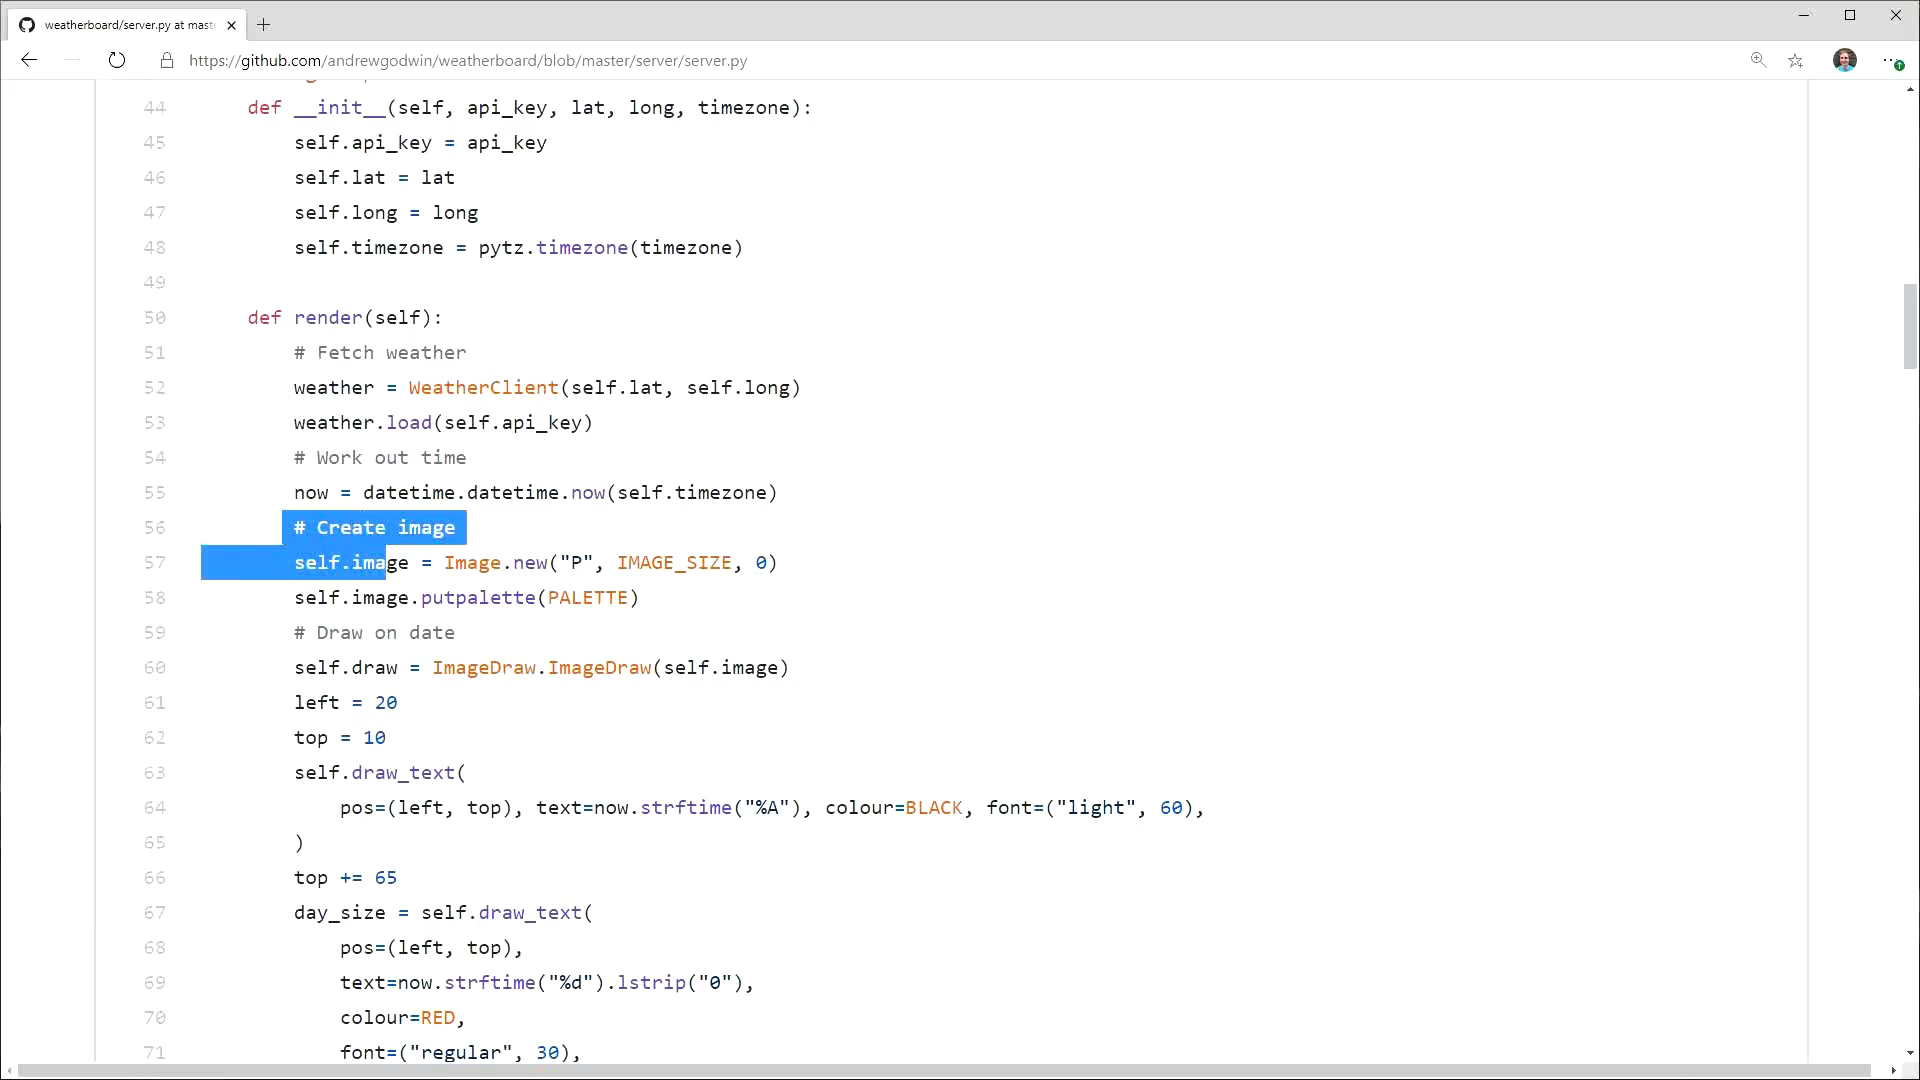 weatherboard/server.py at mast
https://github.com/andrewgodwin/weatherboard/blob/master/server/server.py
44 def __init__(self, api_key, lat, long, timezone):
45 self.api_key = api_key
46 self.lat = lat
47 self.long = long
48 self.timezone = pytz.timezone(timezone)
49
50 def render(self):
51 # Fetch weather
52 weather = WeatherClient(self.lat, self.long)
53 weather.load(self.api_key)
54 # Work out time
55 now = datetime.datetime.now(self.timezone)
56 # Create image
57 self.image = Image.new("P", IMAGE_SIZE, 0)
58 self.image.putpalette(PALETTE)
59 # Draw on date
60 self.draw = ImageDraw.ImageDraw(self.image)
61 left = 20
62 top = 10
63 self.draw_text(
64 pos=(left, top), text=now.strftime("%A"), colour=BLACK, font=("light", 60),
65 )
66 top += 65
67 day_size = self.draw_text(
68 pos=(left, top),
69 text=now.strftime("%d").lstrip("0"),
70 colour=RED,
71 font=("regular", 30),